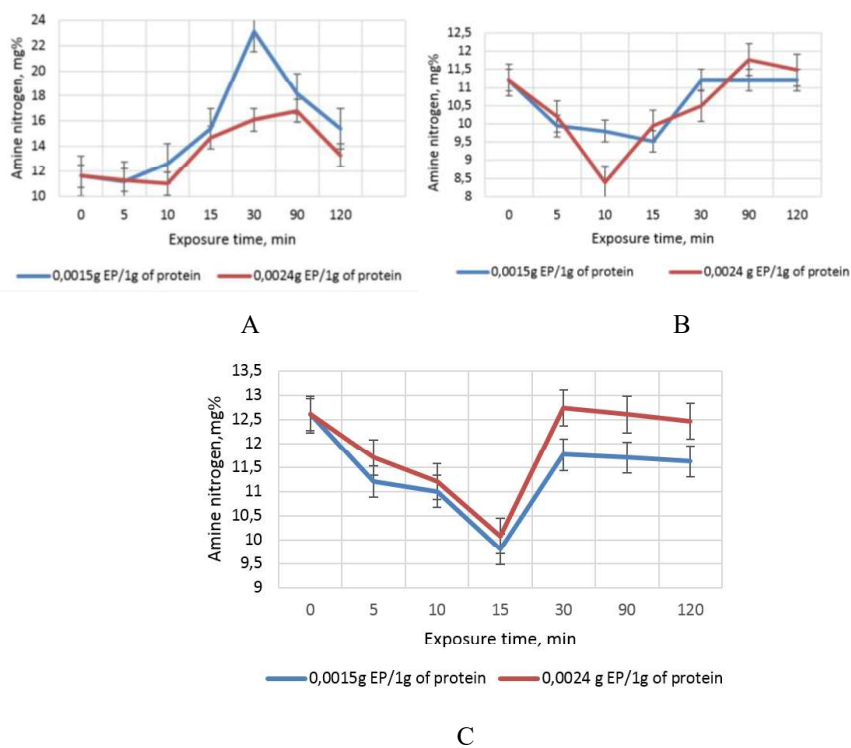 24
22
20
18
16
14
12
10
Amine nitrogen, mg%
0 5 10 15 30 90 120
Exposure time, min
0,0015g EP/1g of protein 0,0024g EP/1g of protein
A
12,5
12
11,5
11
10,5
10
9,5
9
8,5
8
Amine nitrogen, mg%
0 5 10 15 30 90 120
Exposure time, min
0,0015g EP/1g of protein 0,0024 g EP/1g of protein
B
13,5
13
12,5
12
11,5
11
10,5
10
9,5
9
Amine nitrogen,mg%
0 5 10 15 30 90 120
Exposure time, min
0,0015g EP/1g of protein 0,0024 g EP/1g of protein
C